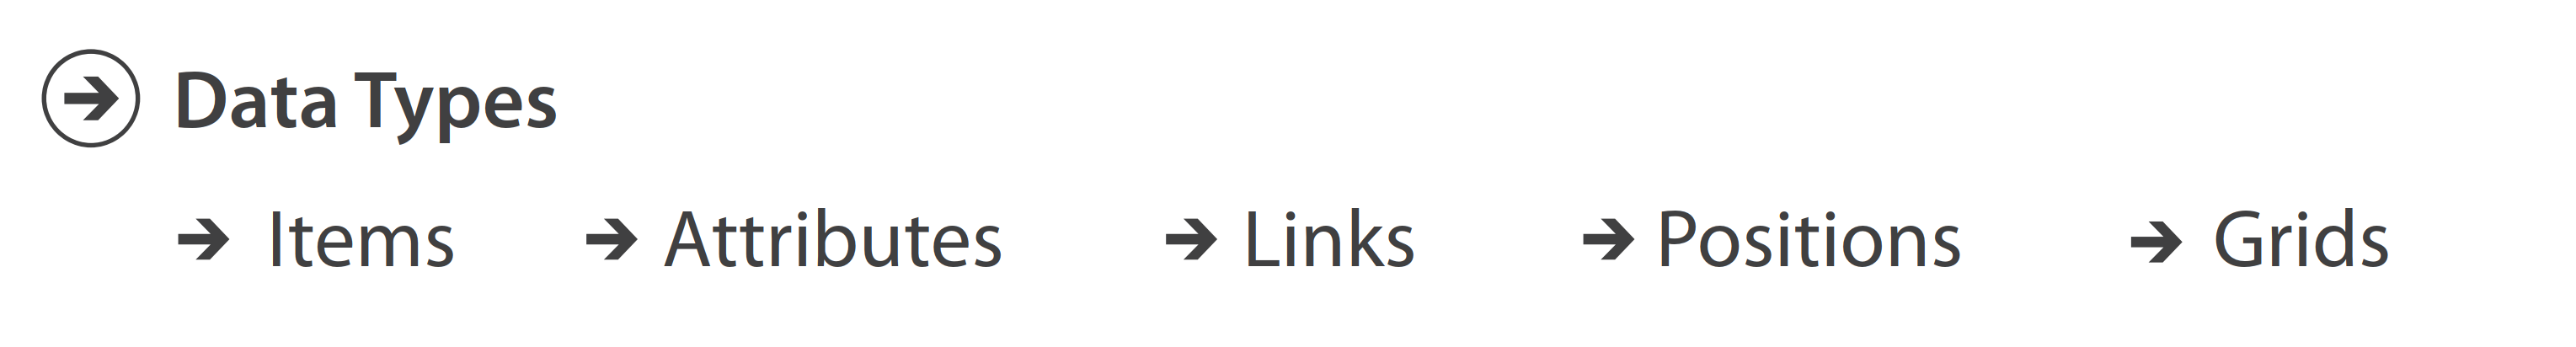 Data Types
Items Attributes Links Positions Grids